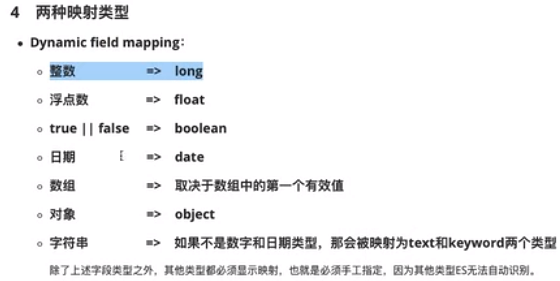 4 两种映射类型
Dynamic field mapping：
整数 => long
浮点数 => float
true || false => boolean
日期 => date
数组 => 取决于数组中的第一个有效值
对象 => object
字符串 => 如果不是数字和日期类型，那会被映射为text和keyword两个类型
除了上述字段类型之外，其他类型都必须显示映射，也就是必须手工指定，因为其他类型ES无法自动识别。